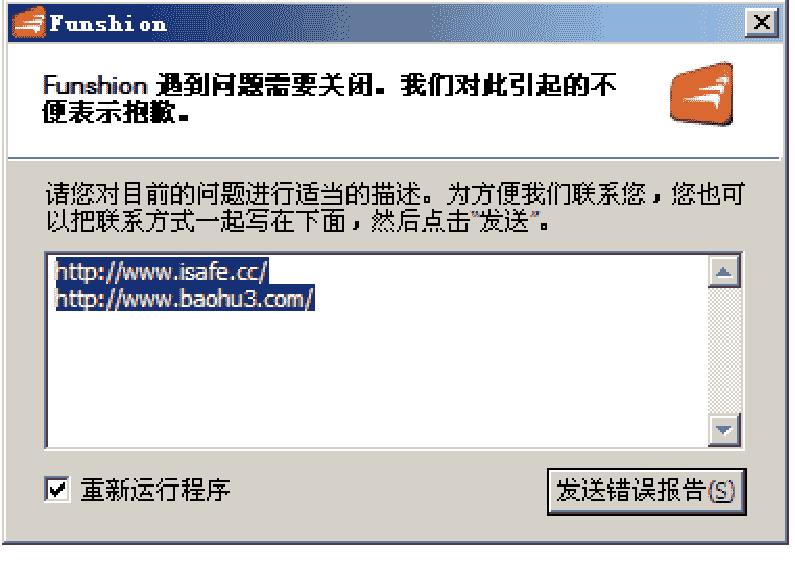 Funshion
Funshion 遇到问题需要关闭。我们对此引起的不
便表示抱歉。
请您对目前的问题进行适当的描述。为方便我们联系您，您也可
以把联系方式一起写在下面，然后点击“发送”。
http://www.isafe.cc/
http://www.baohu3.com/
重新运行程序
发送错误报告(S)